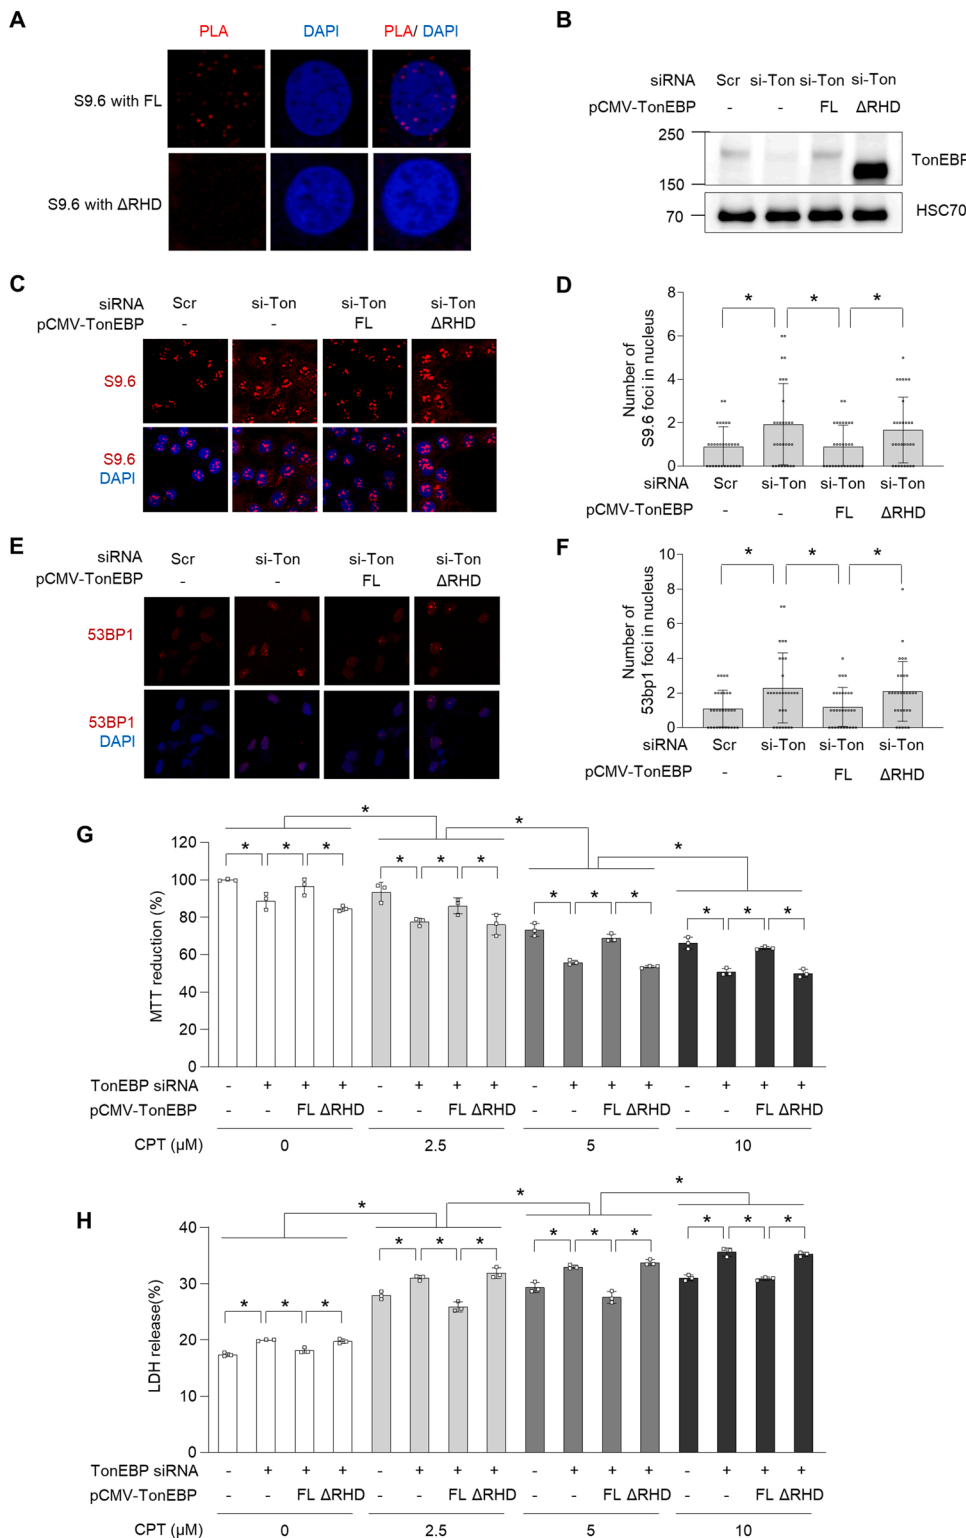 A
PLA DAPI PLA/ DAPI
S9.6 with FL
S9.6 with ΔRHD
B
siRNA Scr si-Ton si-Ton si-Ton
pCMV-TonEBP - - FL ΔRHD
250
150
TonEBP
70
HSC70
C
siRNA Scr si-Ton si-Ton si-Ton
pCMV-TonEBP - - FL ΔRHD
S9.6
S9.6
DAPI
D
Number of
S9.6 foci in nucleus
8
6
4
2
0
* * *
siRNA Scr si-Ton si-Ton si-Ton
pCMV-TonEBP - - FL ΔRHD
E
siRNA Scr si-Ton si-Ton si-Ton
pCMV-TonEBP - - FL ΔRHD
53BP1
53BP1
DAPI
F
Number of
53bp1 foci in nucleus
10
8
6
4
2
0
* * *
siRNA Scr si-Ton si-Ton si-Ton
pCMV-TonEBP - - FL ΔRHD
G
MTT reduction (%)
120
100
80
60
40
20
0
* * *
* * * * * * * * * * * *
TonEBP siRNA - + + + - + + + - + + + - + + +
pCMV-TonEBP - - FL ΔRHD - - FL ΔRHD - - FL ΔRHD - - FL ΔRHD
CPT (µM) 0 2.5 5 10
H
LDH release(%)
40
30
20
10
0
* * *
* * * * * * * * * * * *
TonEBP siRNA - + + + - + + + - + + + - + + +
pCMV-TonEBP - - FL ΔRHD - - FL ΔRHD - - FL ΔRHD - - FL ΔRHD
CPT (µM) 0 2.5 5 10